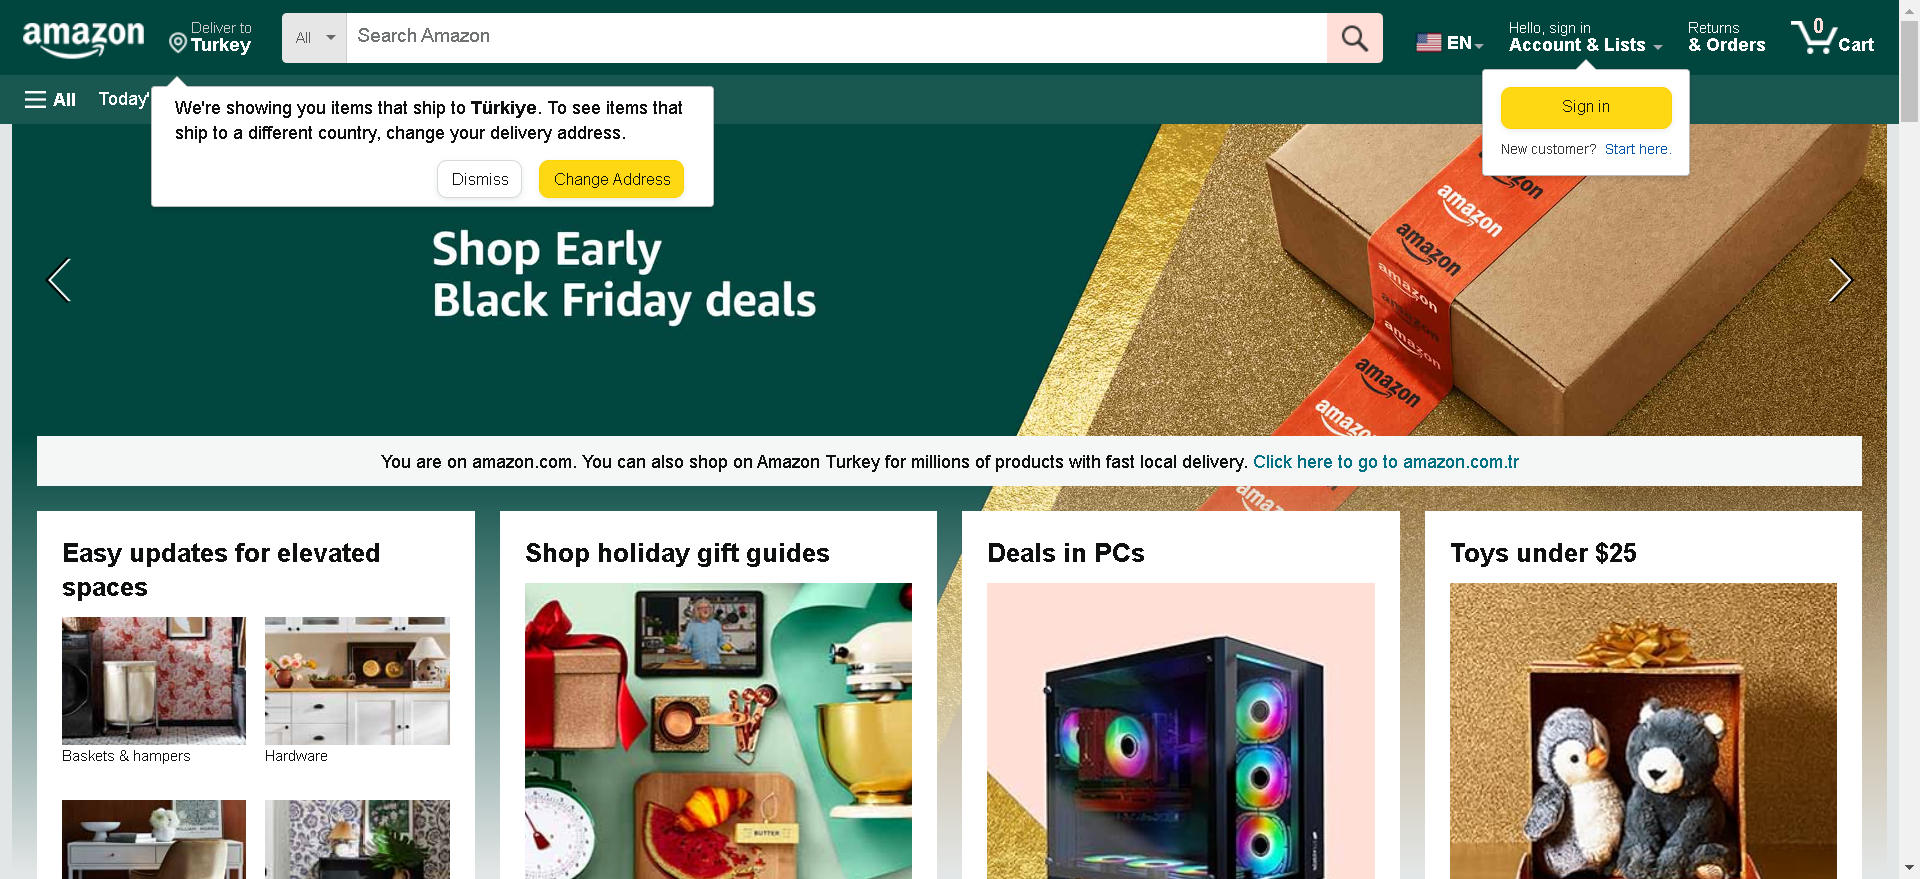 amazon
Deliver to
Turkey
All
Search Amazon
EN
Hello, sign in
Account & Lists
Returns
& Orders
0
Cart
All
Today'
We're showing you items that ship to Türkiye. To see items that
ship to a different country, change your delivery address.
Dismiss
Change Address
Sign in
New customer? Start here.
Shop Early
Black Friday deals
amazon
amazon
amazon
amazon
amazon
amazon
You are on amazon.com. You can also shop on Amazon Turkey for millions of products with fast local delivery. Click here to go to amazon.com.tr
Easy updates for elevated
spaces
Baskets & hampers
Hardware
Shop holiday gift guides
BUTTER
Deals in PCs
Toys under $25